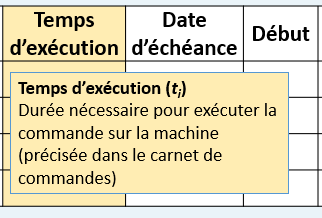 Temps d'exécution
Date d'échéance
Début
Temps d'exécution (ti)
Durée nécessaire pour exécuter la
commande sur la machine
(précisée dans le carnet de
commandes)